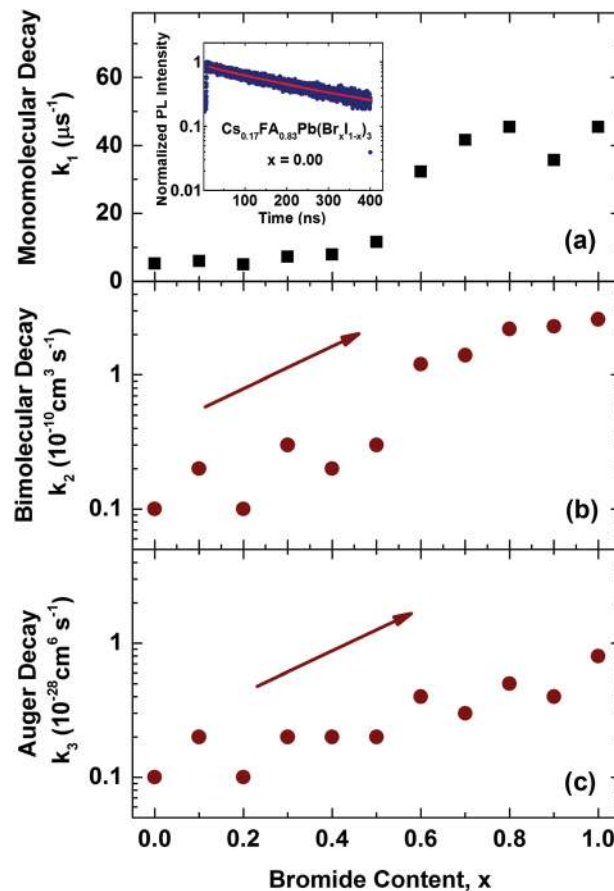 Monomolecular Decay
k₁ (μs⁻¹)
60
40
20
0
Normalized PL Intensity
1
0.1
0.01
Cs₀.₁₇FA₀.₈₃Pb(BrₓI₁₋ₓ)₃
x = 0.00
100 200 300 400
Time (ns)
(a)
Bimolecular Decay
k₂ (10⁻¹⁰cm³ s⁻¹)
1
0.1
(b)
Auger Decay
k₃ (10⁻²⁸cm⁶ s⁻¹)
1
0.1
(c)
0.0 0.2 0.4 0.6 0.8 1.0
Bromide Content, x